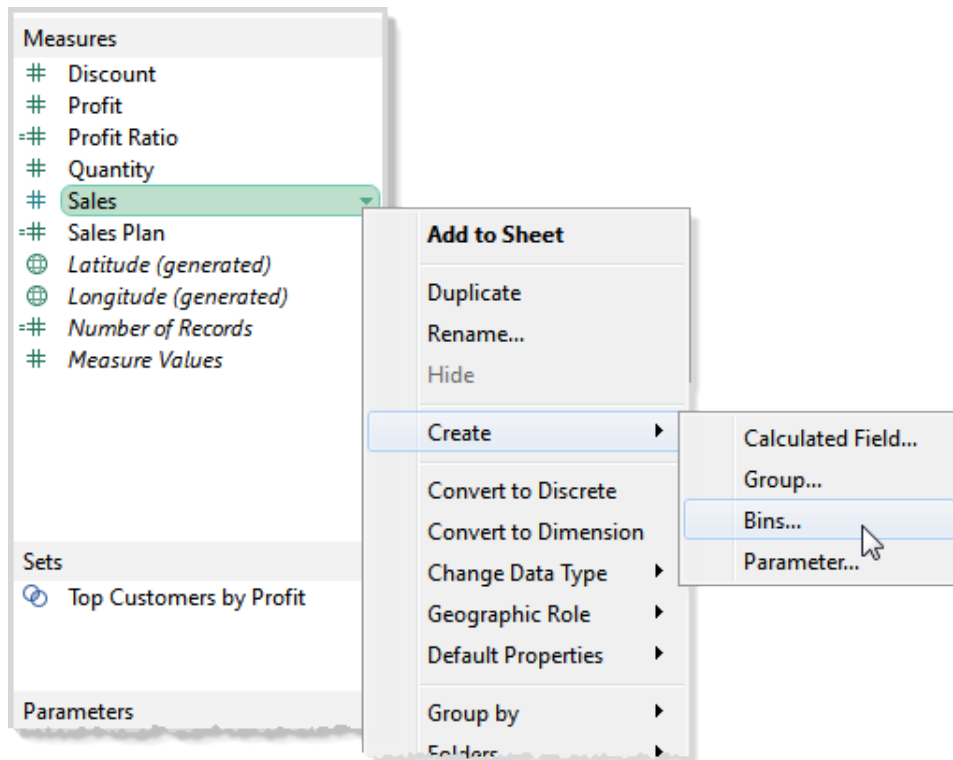 Measures
Discount
Profit
Profit Ratio
Quantity
Sales
Sales Plan
Latitude (generated)
Longitude (generated)
Number of Records
Measure Values
Sets
Top Customers by Profit
Parameters
Add to Sheet
Duplicate
Rename...
Hide
Create
Convert to Discrete
Convert to Dimension
Change Data Type
Geographic Role
Default Properties
Group by
Folders
Calculated Field...
Group...
Bins...
Parameter...